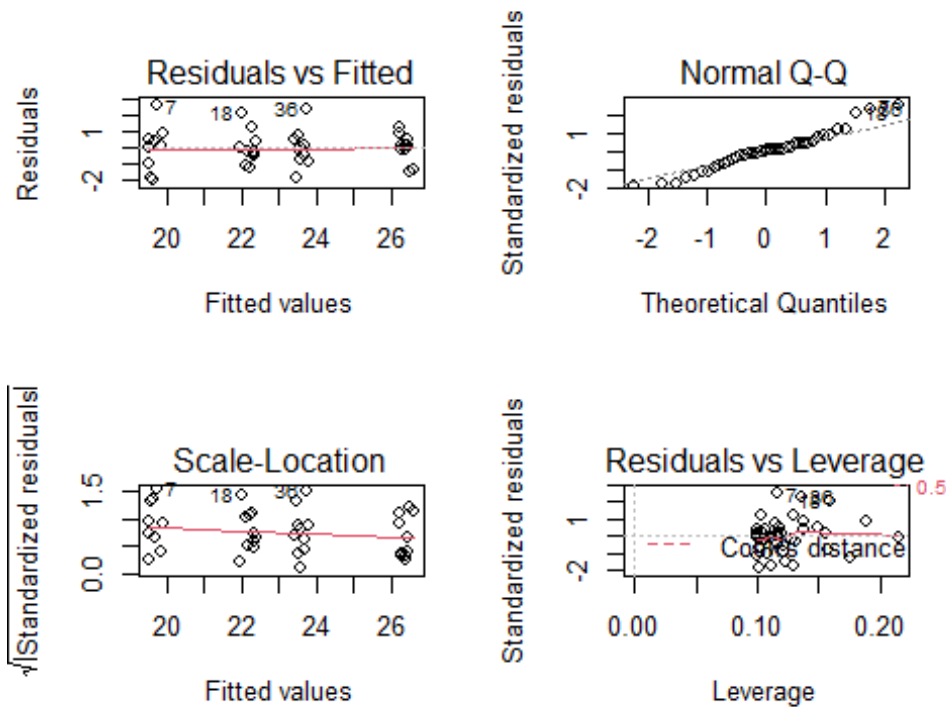 Residuals vs Fitted
Residuals
1
-2
7
18
36
20 22 24 26
Fitted values
Normal Q-Q
Standardized residuals
1
-2
-2 -1 0 1 2
Theoretical Quantiles
Scale-Location
√|Standardized residuals|
1.5
0.0
7
18
36
20 22 24 26
Fitted values
Residuals vs Leverage
Standardized residuals
1
-2
7
18
36
0.5
Cook's distance
0.00 0.10 0.20
Leverage